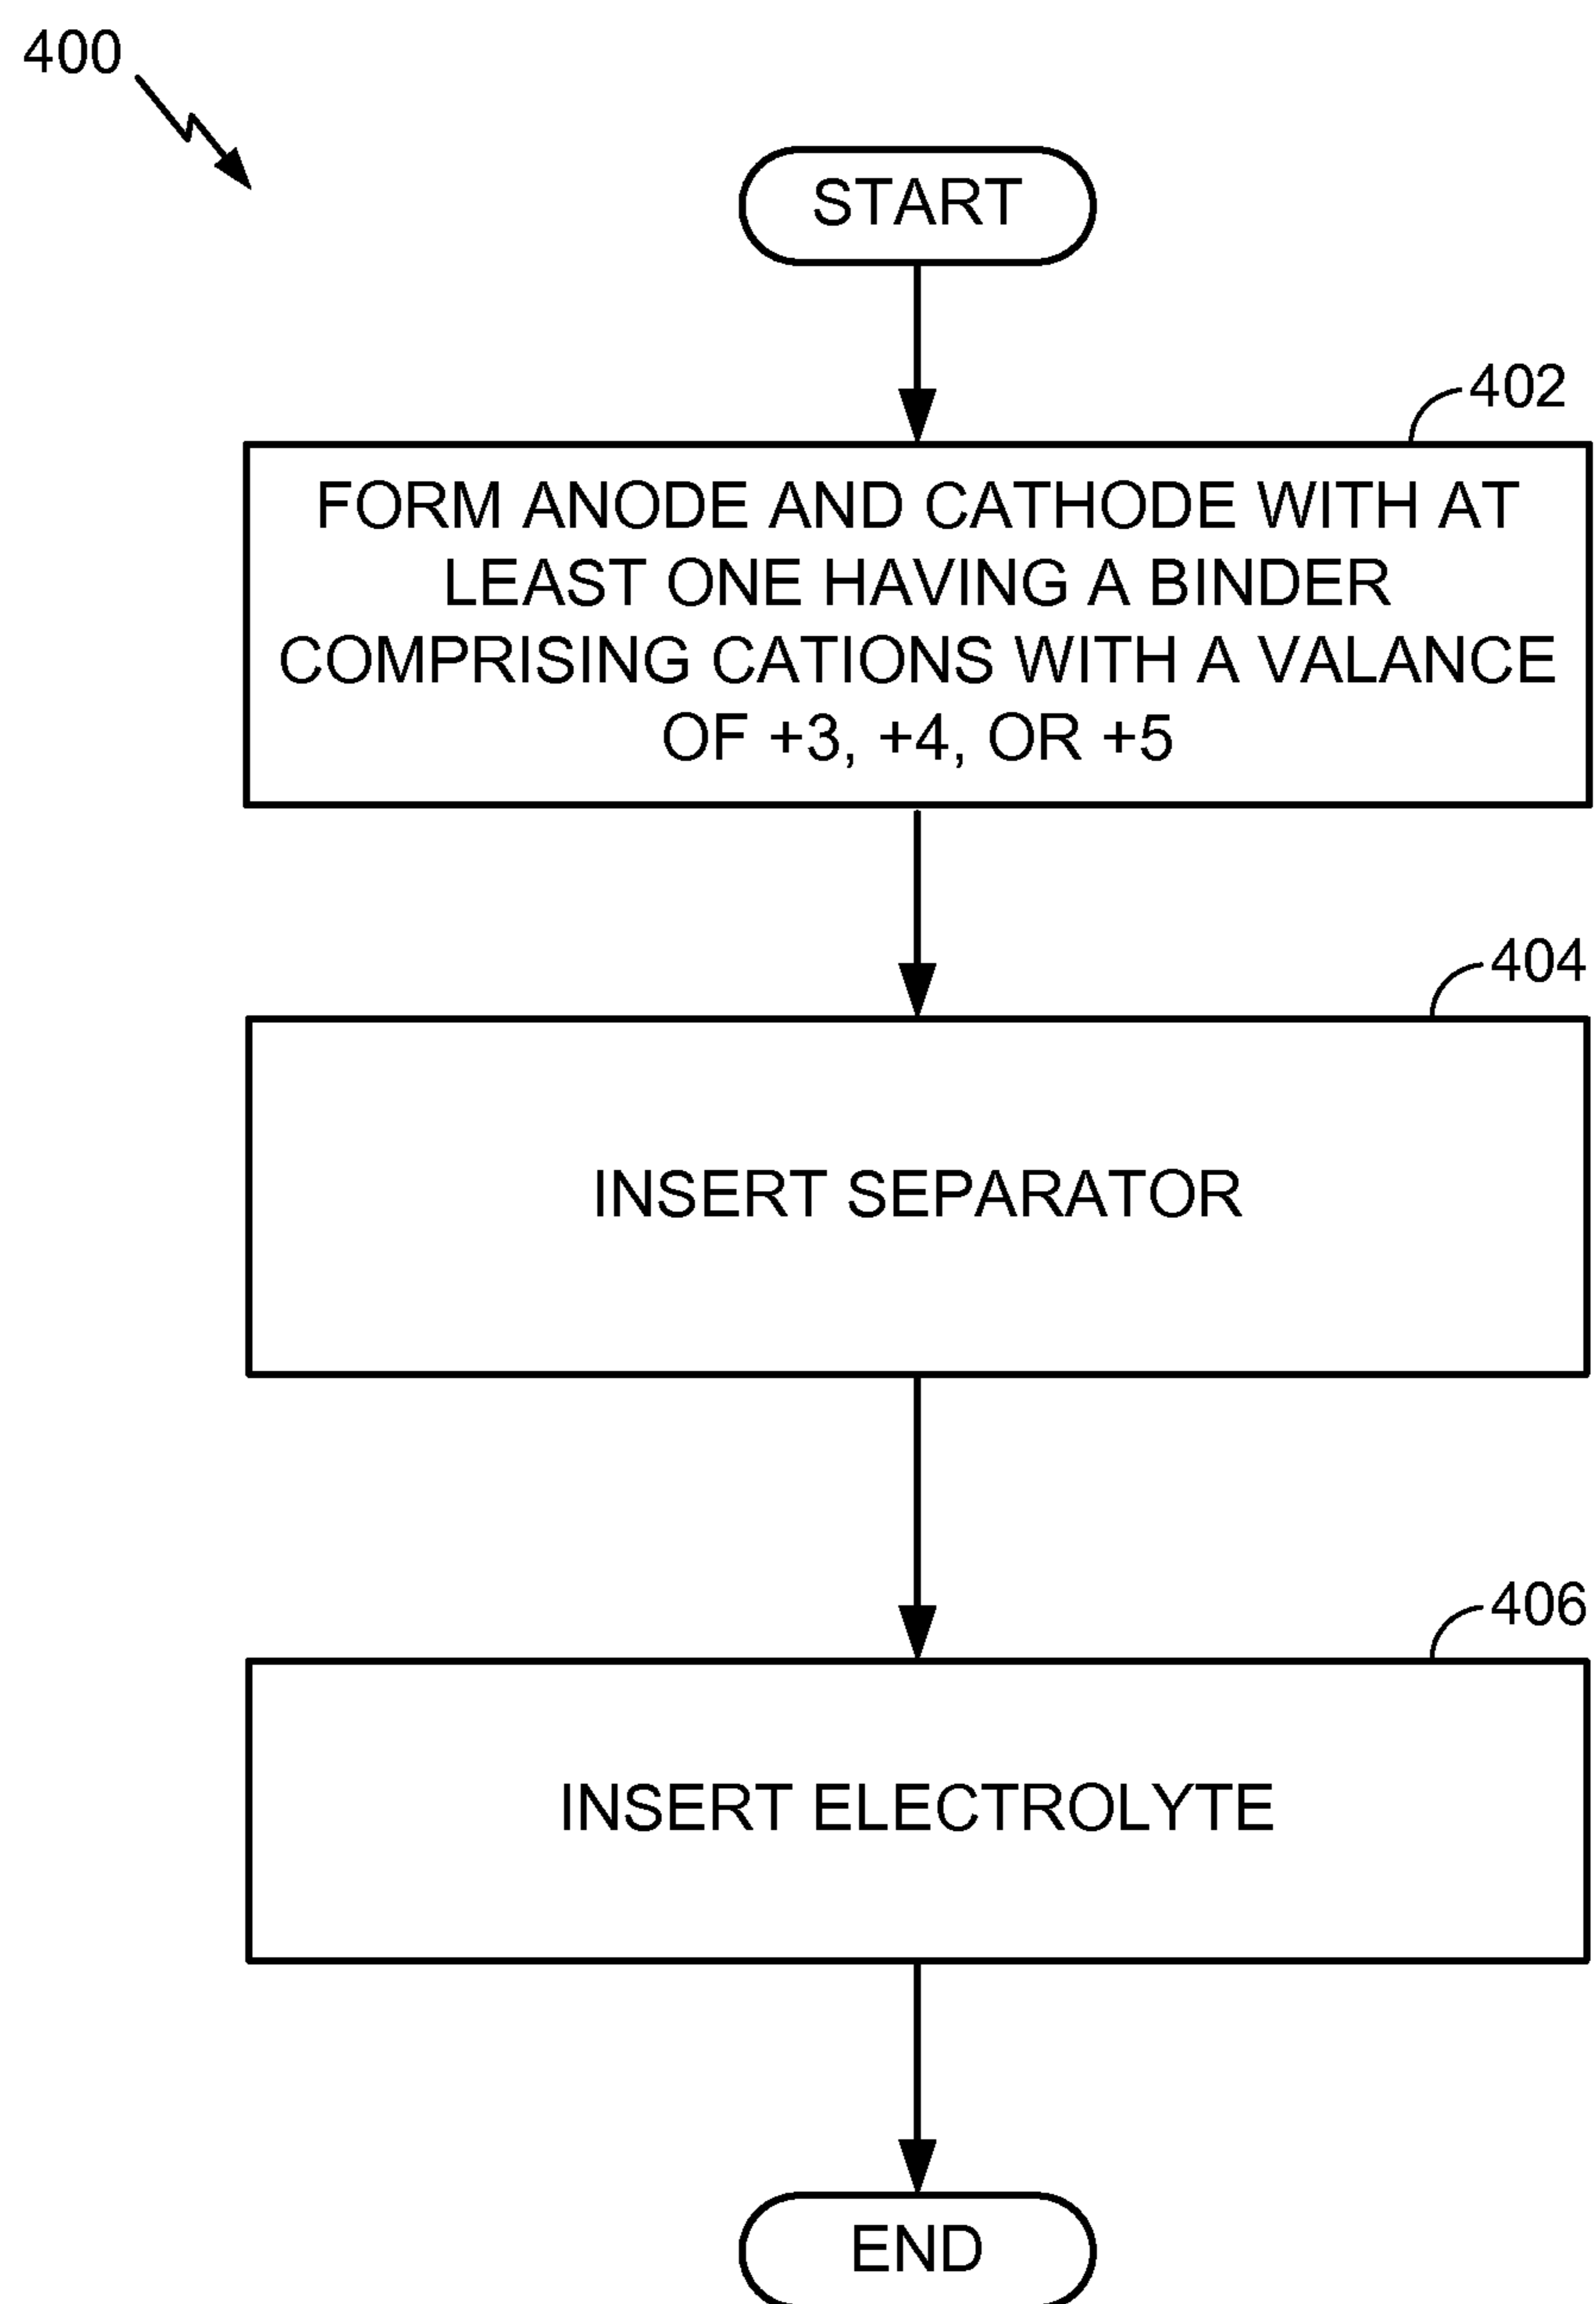 400
START
402
FORM ANODE AND CATHODE WITH AT
LEAST ONE HAVING A BINDER
COMPRISING CATIONS WITH A VALANCE
OF +3, +4, OR +5
404
INSERT SEPARATOR
406
INSERT ELECTROLYTE
END